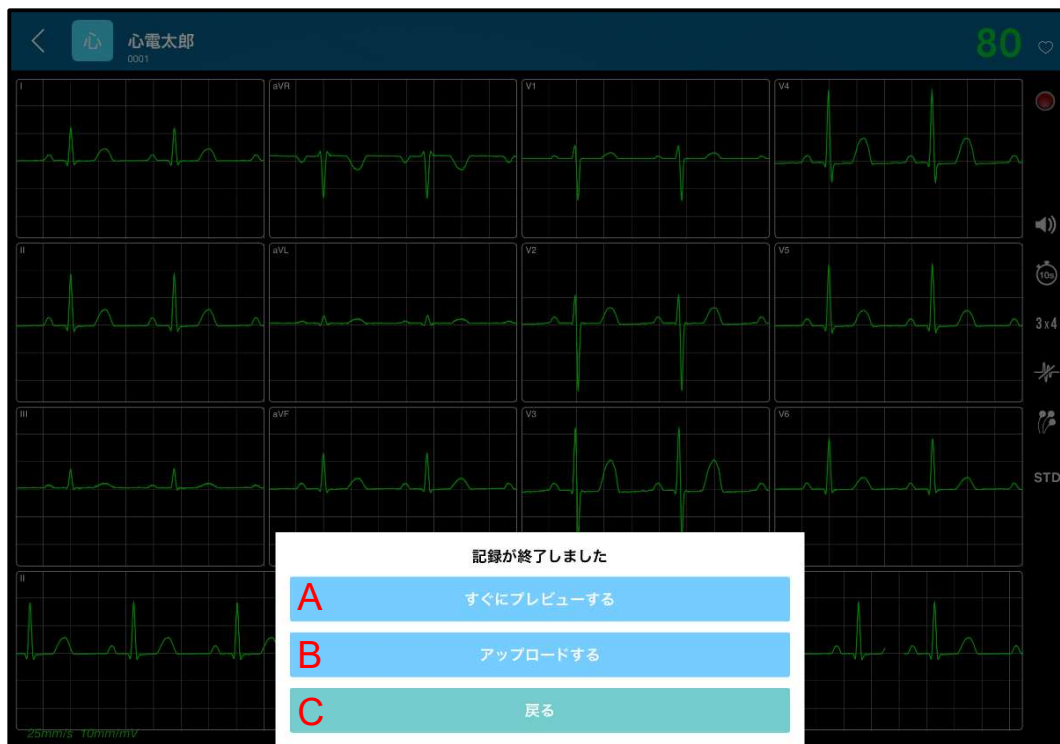 心 心電太郎 80
0001
I aVR V1 V4
II aVL V2 V5
10s
3x4
III aVF V3 V6
STD
記録が終了しました
II
A すぐにプレビューする
B アップロードする
C 戻る
25mm/s 10mm/mV